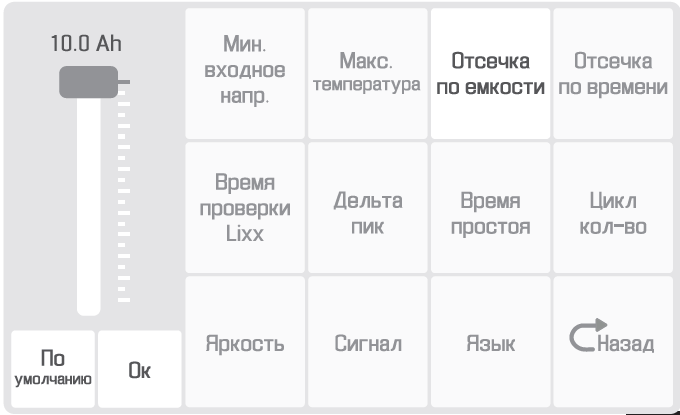 10.0 Ah
Мин.
входное
напр.
Макс.
температура
Отсечка
по емкости
Отсечка
по времени
Время
проверки
Lixx
Дельта
пик
Время
простоя
Цикл
кол-во
Яркость
Сигнал
Язык
Назад
По
умолчанию
Ок